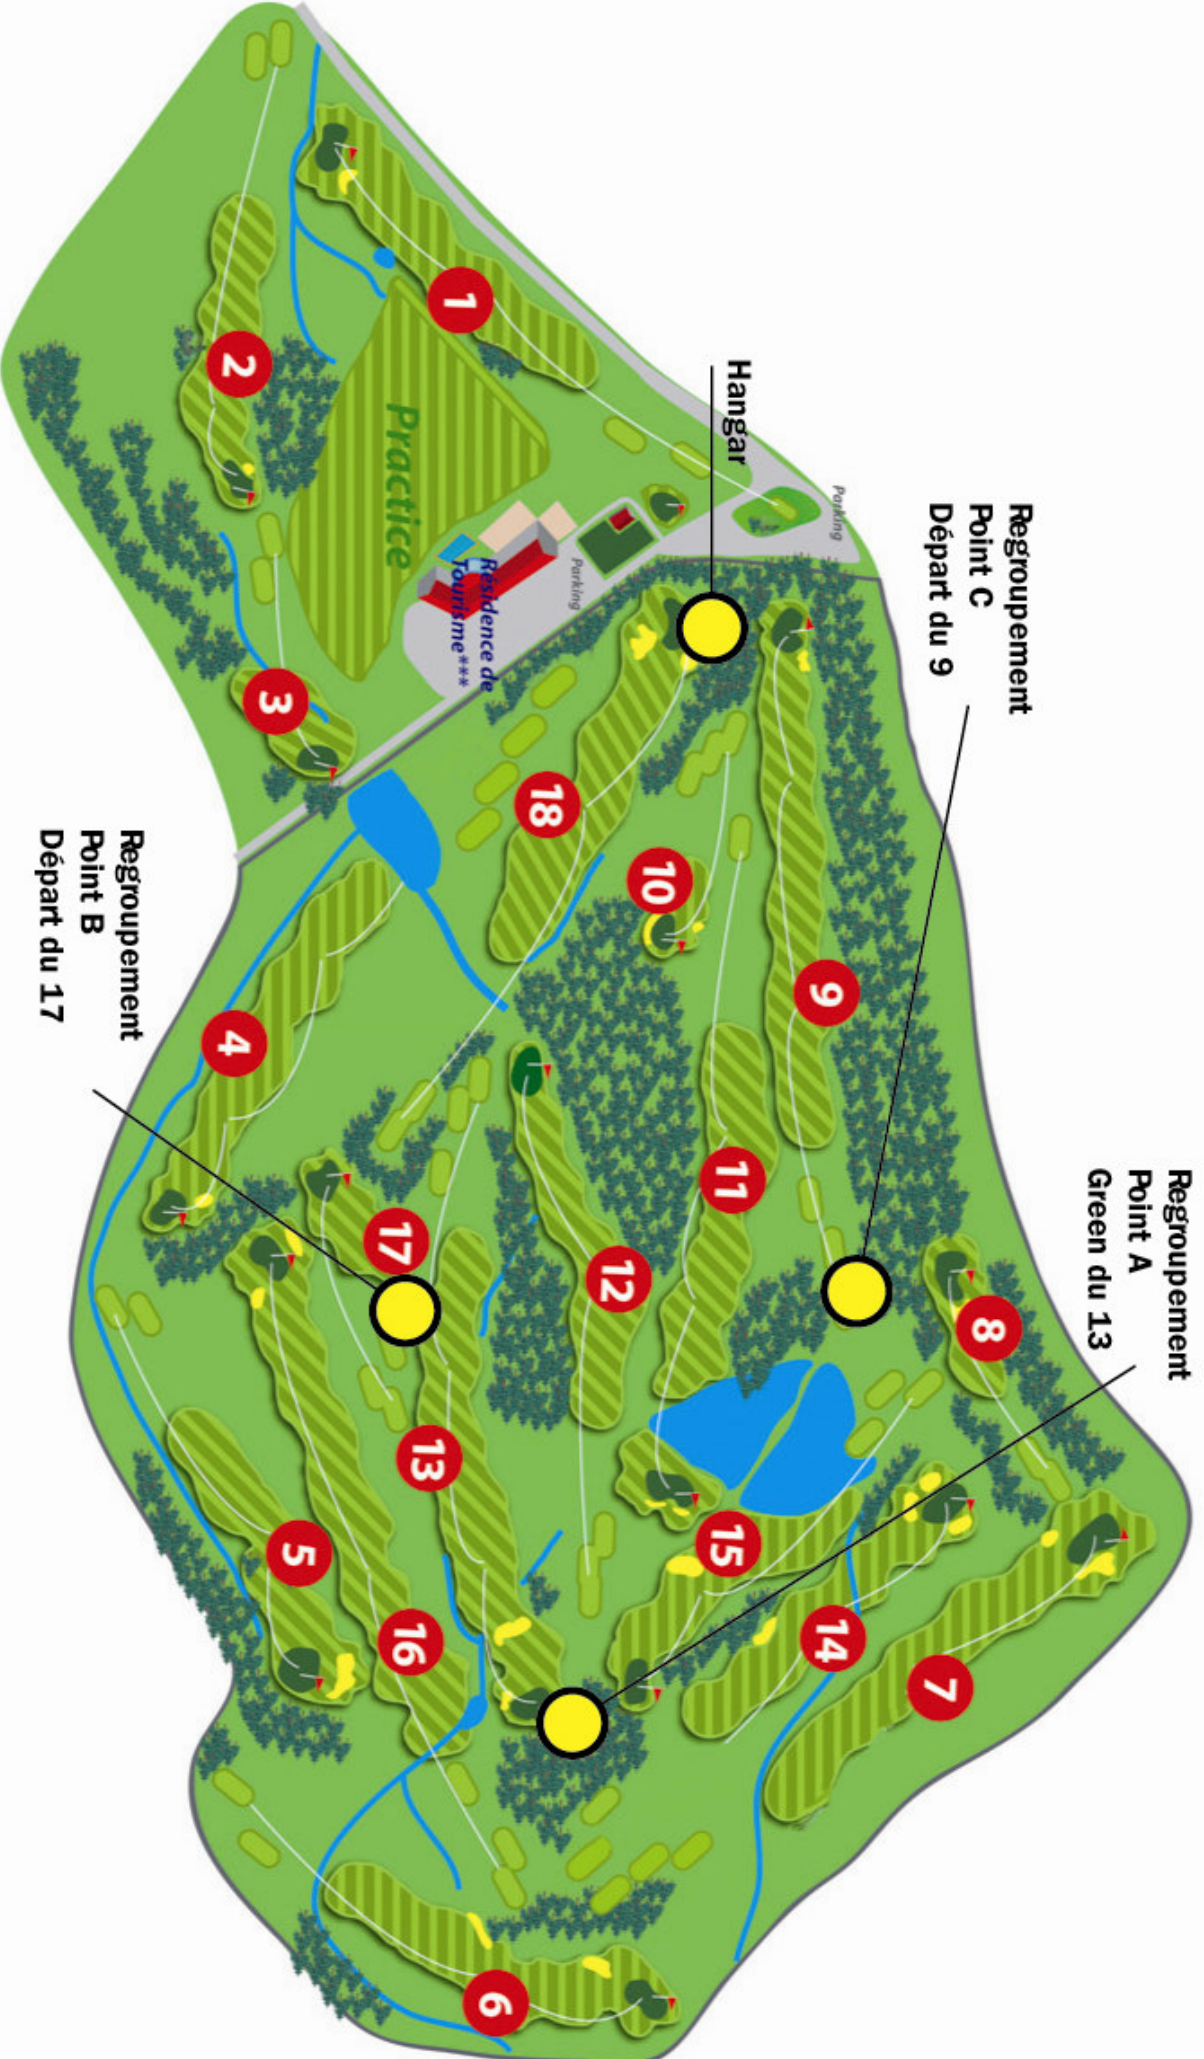 Regroupement
Point C
Départ du 9
Regroupement
Point A
Green du 13
Hangar
Parking
Parking
Practice
Résidence de
Tourisme***
Regroupement
Point B
Départ du 17
1
2
3
4
5
6
7
8
9
10
11
12
13
14
15
16
17
18